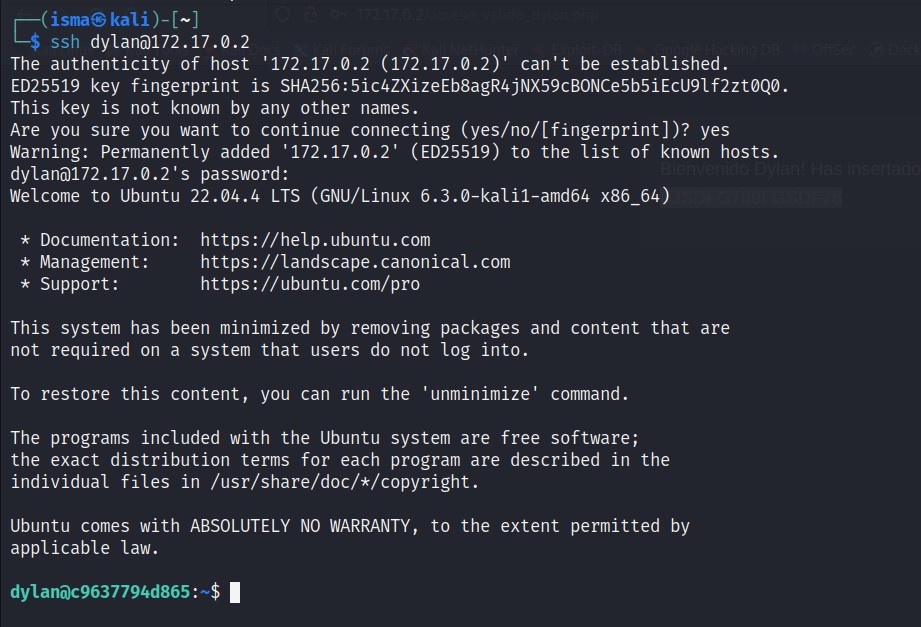 ┌──(isma㉿kali)-[~]
└─$ ssh dylan@172.17.0.2
The authenticity of host '172.17.0.2 (172.17.0.2)' can't be established.
ED25519 key fingerprint is SHA256:5ic4ZXizeEb8agR4jNX59cBONCe5b5iEcU9lf2zt0Q0.
This key is not known by any other names.
Are you sure you want to continue connecting (yes/no/[fingerprint])? yes
Warning: Permanently added '172.17.0.2' (ED25519) to the list of known hosts.
dylan@172.17.0.2's password:
Bienvenido Dylan! Has insertado
Welcome to Ubuntu 22.04.4 LTS (GNU/Linux 6.3.0-kali1-amd64 x86_64)
* Documentation:  https://help.ubuntu.com
* Management:     https://landscape.canonical.com
* Support:        https://ubuntu.com/pro
This system has been minimized by removing packages and content that are
not required on a system that users do not log into.
To restore this content, you can run the 'unminimize' command.
The programs included with the Ubuntu system are free software;
the exact distribution terms for each program are described in the
individual files in /usr/share/doc/*/copyright.
Ubuntu comes with ABSOLUTELY NO WARRANTY, to the extent permitted by
applicable law.
dylan@c9637794d865:~$